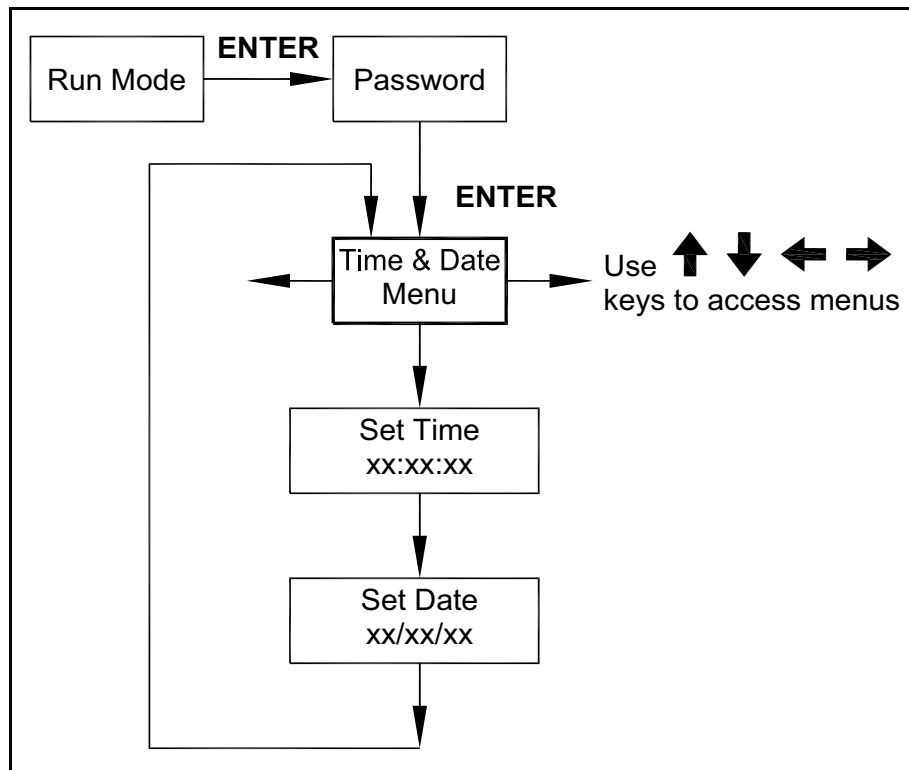 ENTER
Run Mode
Password
ENTER
Time & Date
Menu
Use
keys to access menus
Set Time
xx:xx:xx
Set Date
xx/xx/xx